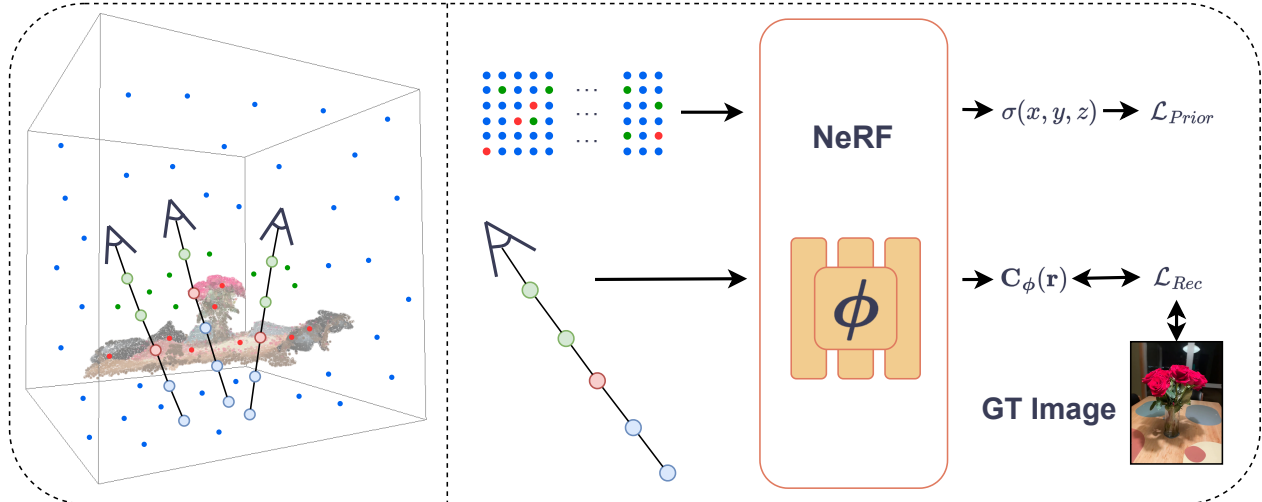 ... ...
... ...
... ...
NeRF
σ(x, y, z)
ℒ_Prior
ϕ
C_ϕ(r)
ℒ_Rec
GT Image